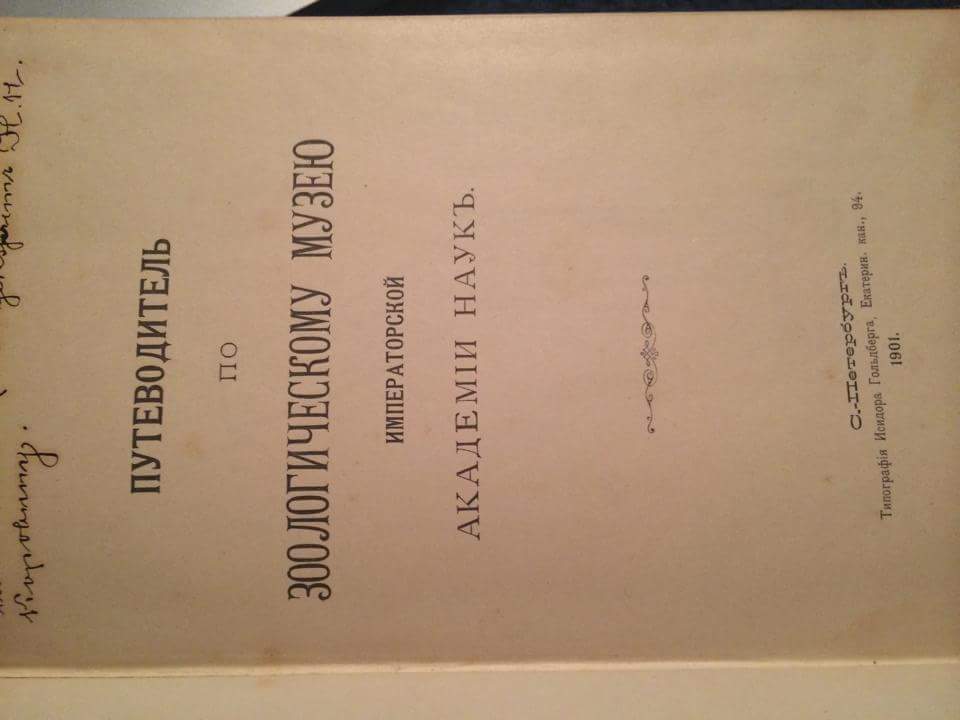 Н. Н.
ПУТЕВОДИТЕЛЬ
ПО
ЗООЛОГИЧЕСКОМУ МУЗЕЮ
ИМПЕРАТОРСКОЙ
АКАДЕМІИ НАУКЪ.
С.-Петербургъ.
Типографія Исидора Гольдберга, Екатерин. кан., 94.
1901.